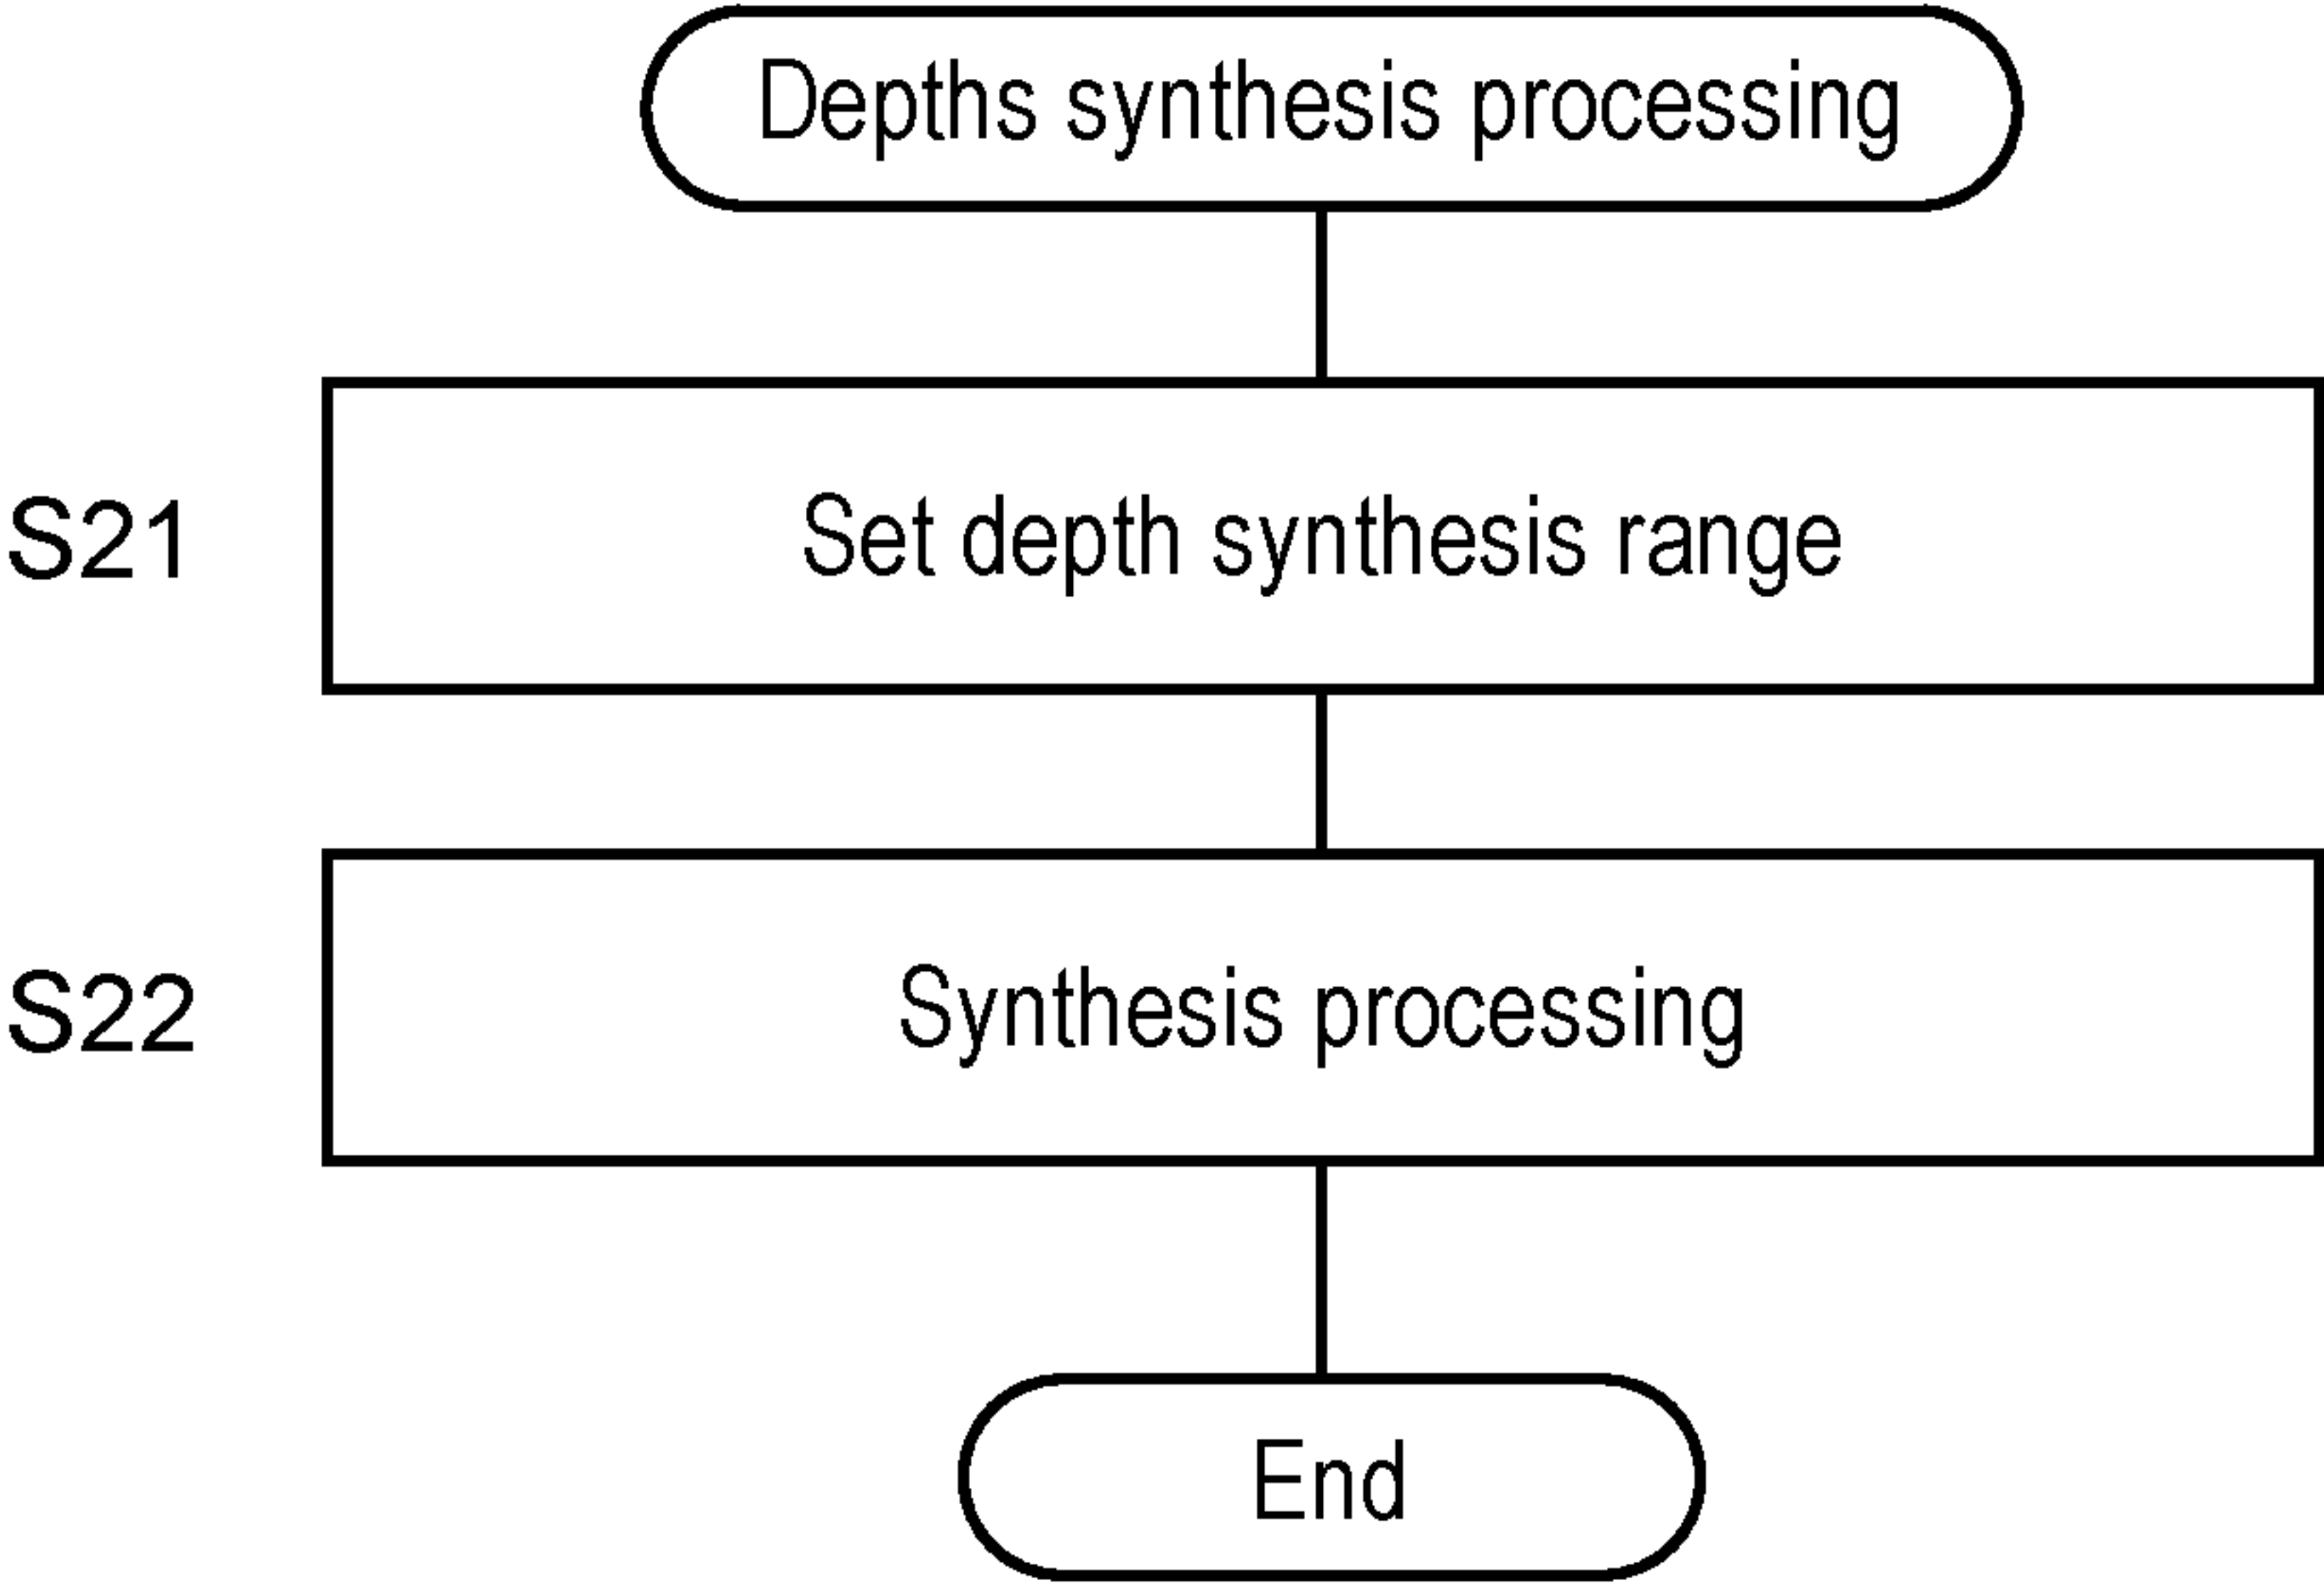 Depths synthesis processing
S21
Set depth synthesis range
S22
Synthesis processing
End